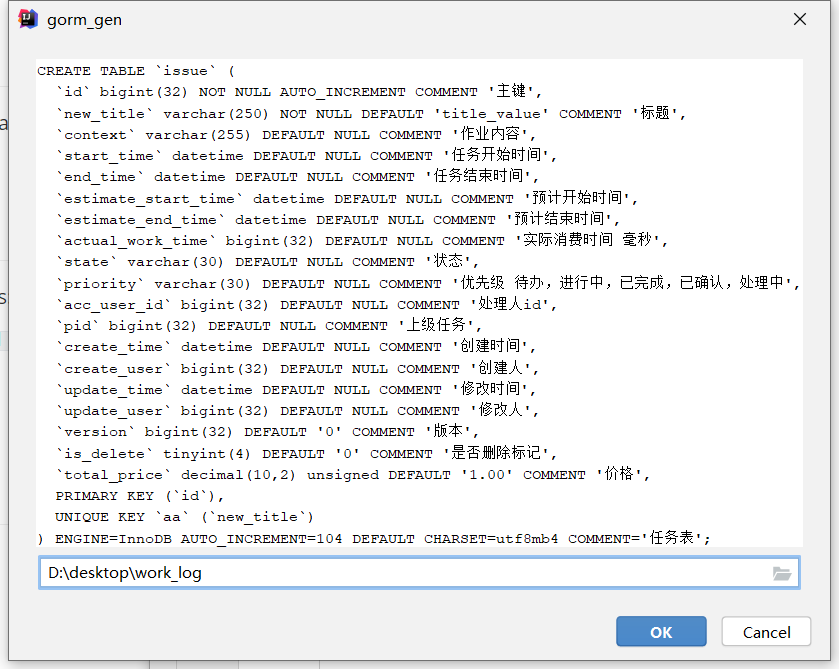 gorm_gen
CREATE TABLE `issue` (
`id` bigint(32) NOT NULL AUTO_INCREMENT COMMENT '主键',
`new_title` varchar(250) NOT NULL DEFAULT 'title_value' COMMENT '标题',
`context` varchar(255) DEFAULT NULL COMMENT '作业内容',
`start_time` datetime DEFAULT NULL COMMENT '任务开始时间',
`end_time` datetime DEFAULT NULL COMMENT '任务结束时间',
`estimate_start_time` datetime DEFAULT NULL COMMENT '预计开始时间',
`estimate_end_time` datetime DEFAULT NULL COMMENT '预计结束时间',
`actual_work_time` bigint(32) DEFAULT NULL COMMENT '实际消费时间 毫秒',
`state` varchar(30) DEFAULT NULL COMMENT '状态',
`priority` varchar(30) DEFAULT NULL COMMENT '优先级 待办，进行中，已完成，已确认，处理中',
`acc_user_id` bigint(32) DEFAULT NULL COMMENT '处理人id',
`pid` bigint(32) DEFAULT NULL COMMENT '上级任务',
`create_time` datetime DEFAULT NULL COMMENT '创建时间',
`create_user` bigint(32) DEFAULT NULL COMMENT '创建人',
`update_time` datetime DEFAULT NULL COMMENT '修改时间',
`update_user` bigint(32) DEFAULT NULL COMMENT '修改人',
`version` bigint(32) DEFAULT '0' COMMENT '版本',
`is_delete` tinyint(4) DEFAULT '0' COMMENT '是否删除标记',
`total_price` decimal(10,2) unsigned DEFAULT '1.00' COMMENT '价格',
PRIMARY KEY (`id`),
UNIQUE KEY `aa` (`new_title`)
) ENGINE=InnoDB AUTO_INCREMENT=104 DEFAULT CHARSET=utf8mb4 COMMENT='任务表';
D:\desktop\work_log
OK
Cancel